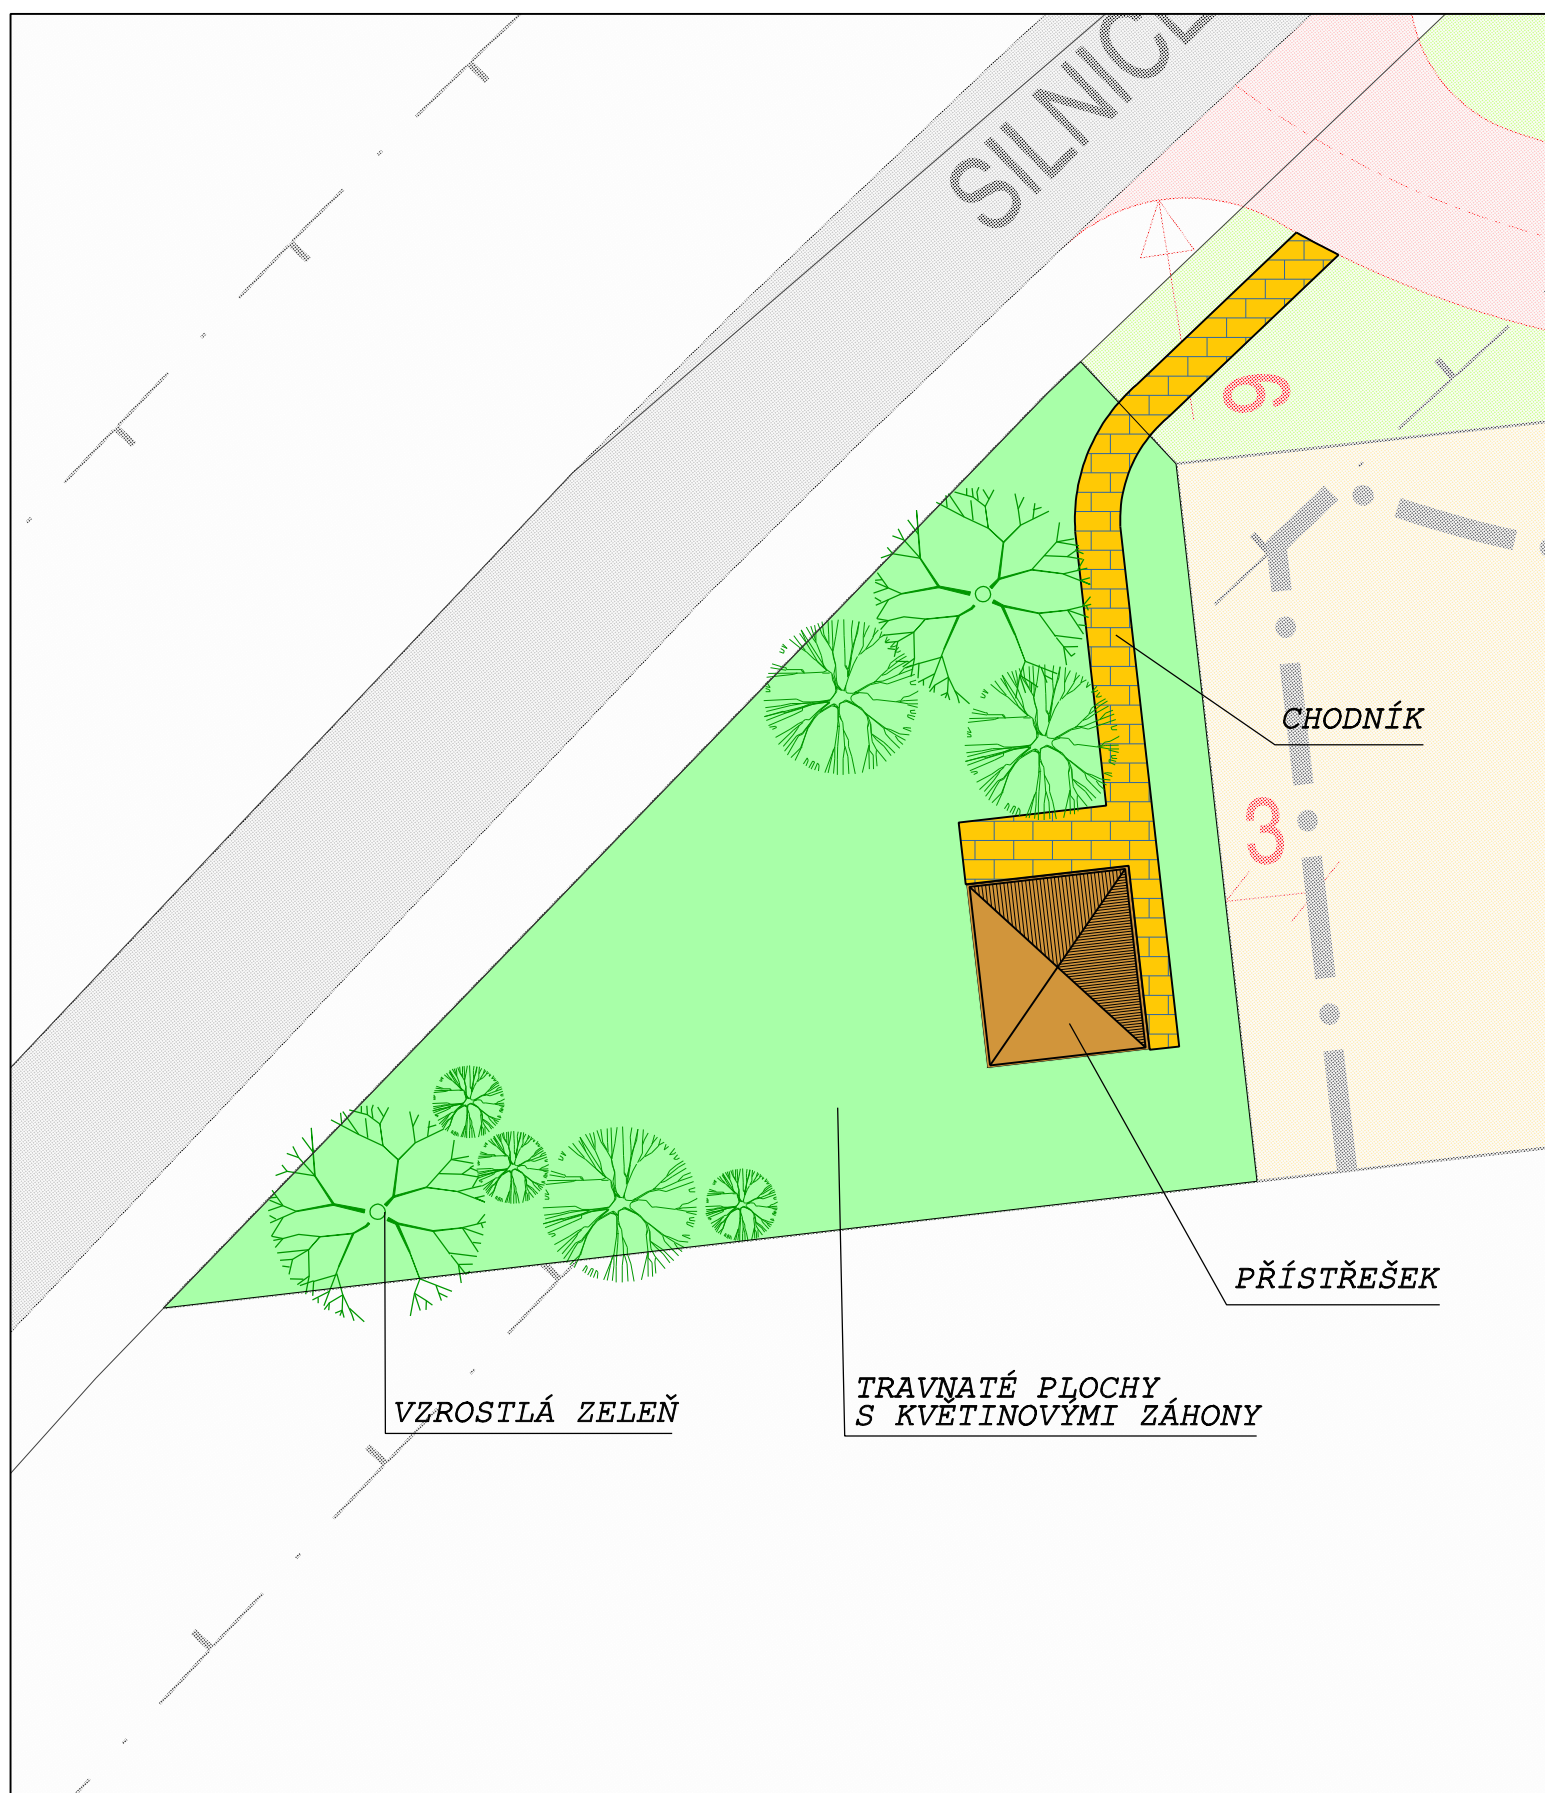 SILNICE
6
CHODNÍK
3
PŘÍSTŘEŠEK
TRAVNATÉ PLOCHY
S KVĚTINOVÝMI ZÁHONY
VZROSTLÁ ZELEŇ